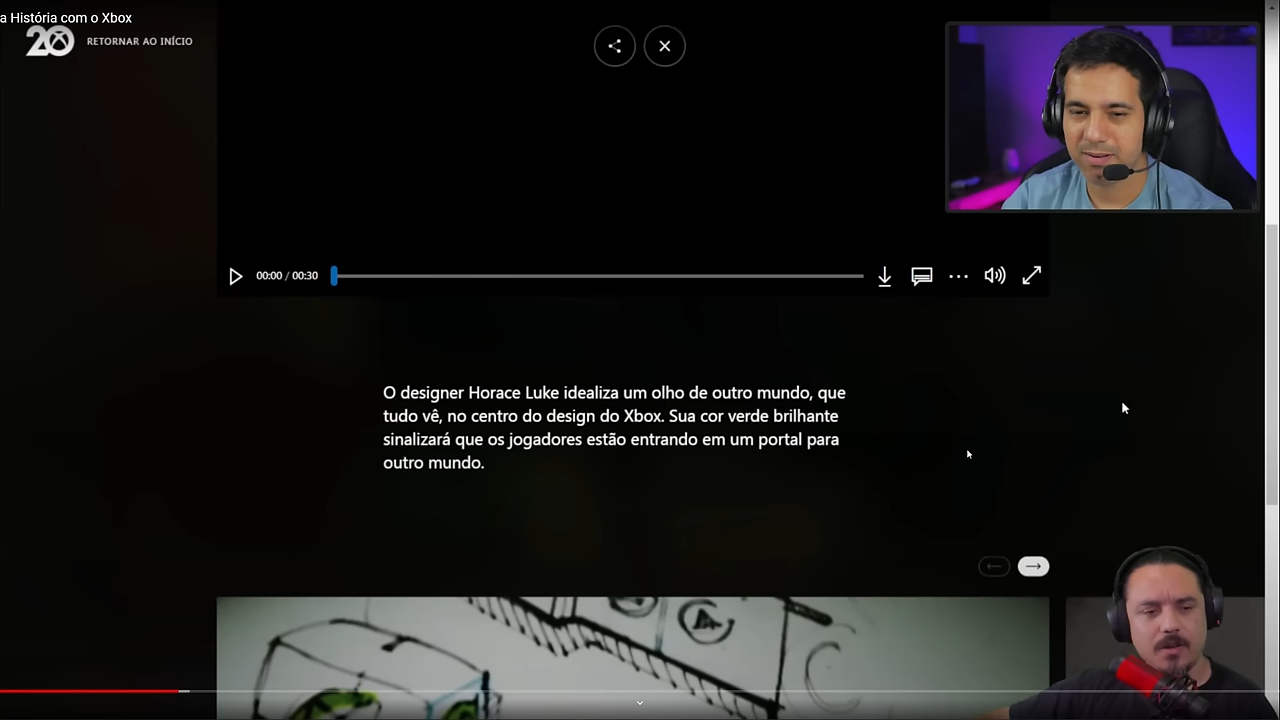 a História com o Xbox
20 RETORNAR AO INÍCIO
00:00 / 00:30
O designer Horace Luke idealiza um olho de outro mundo, que
tudo vê, no centro do design do Xbox. Sua cor verde brilhante
sinalizará que os jogadores estão entrando em um portal para
outro mundo.